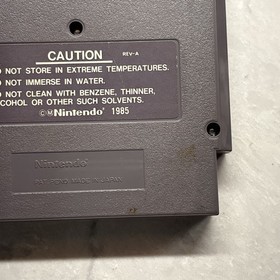 CAUTION
REV-A
O NOT STORE IN EXTREME TEMPERATURES.
O NOT IMMERSE IN WATER.
O NOT CLEAN WITH BENZENE, THINNER,
COHOL OR OTHER SUCH SOLVENTS.
©ⓂNintendo 1985
Nintendo